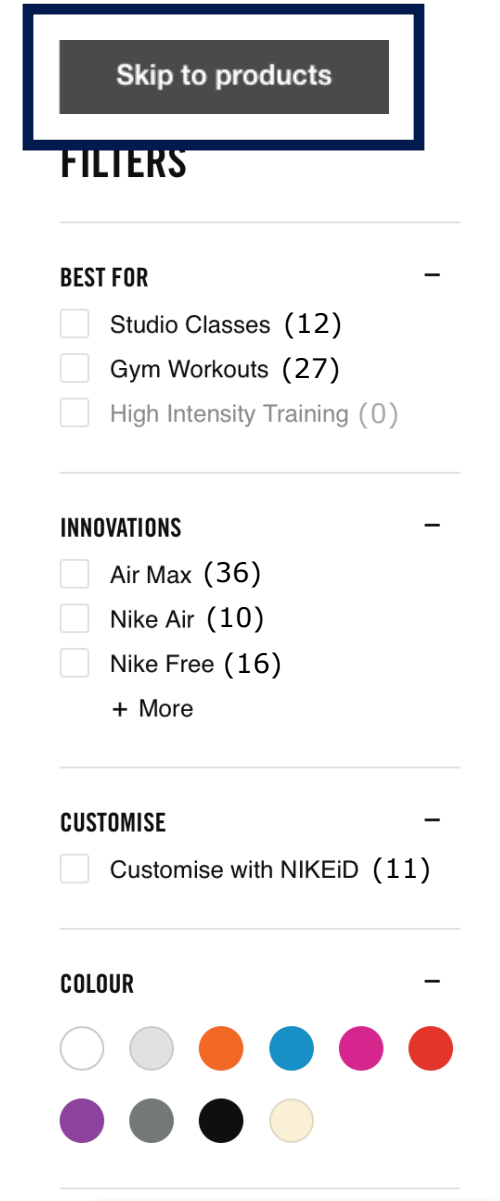 Skip to products
FILTERS
BEST FOR
Studio Classes (12)
Gym Workouts (27)
High Intensity Training (0)
INNOVATIONS
Air Max (36)
Nike Air (10)
Nike Free (16)
+ More
CUSTOMISE
Customise with NIKEiD (11)
COLOUR